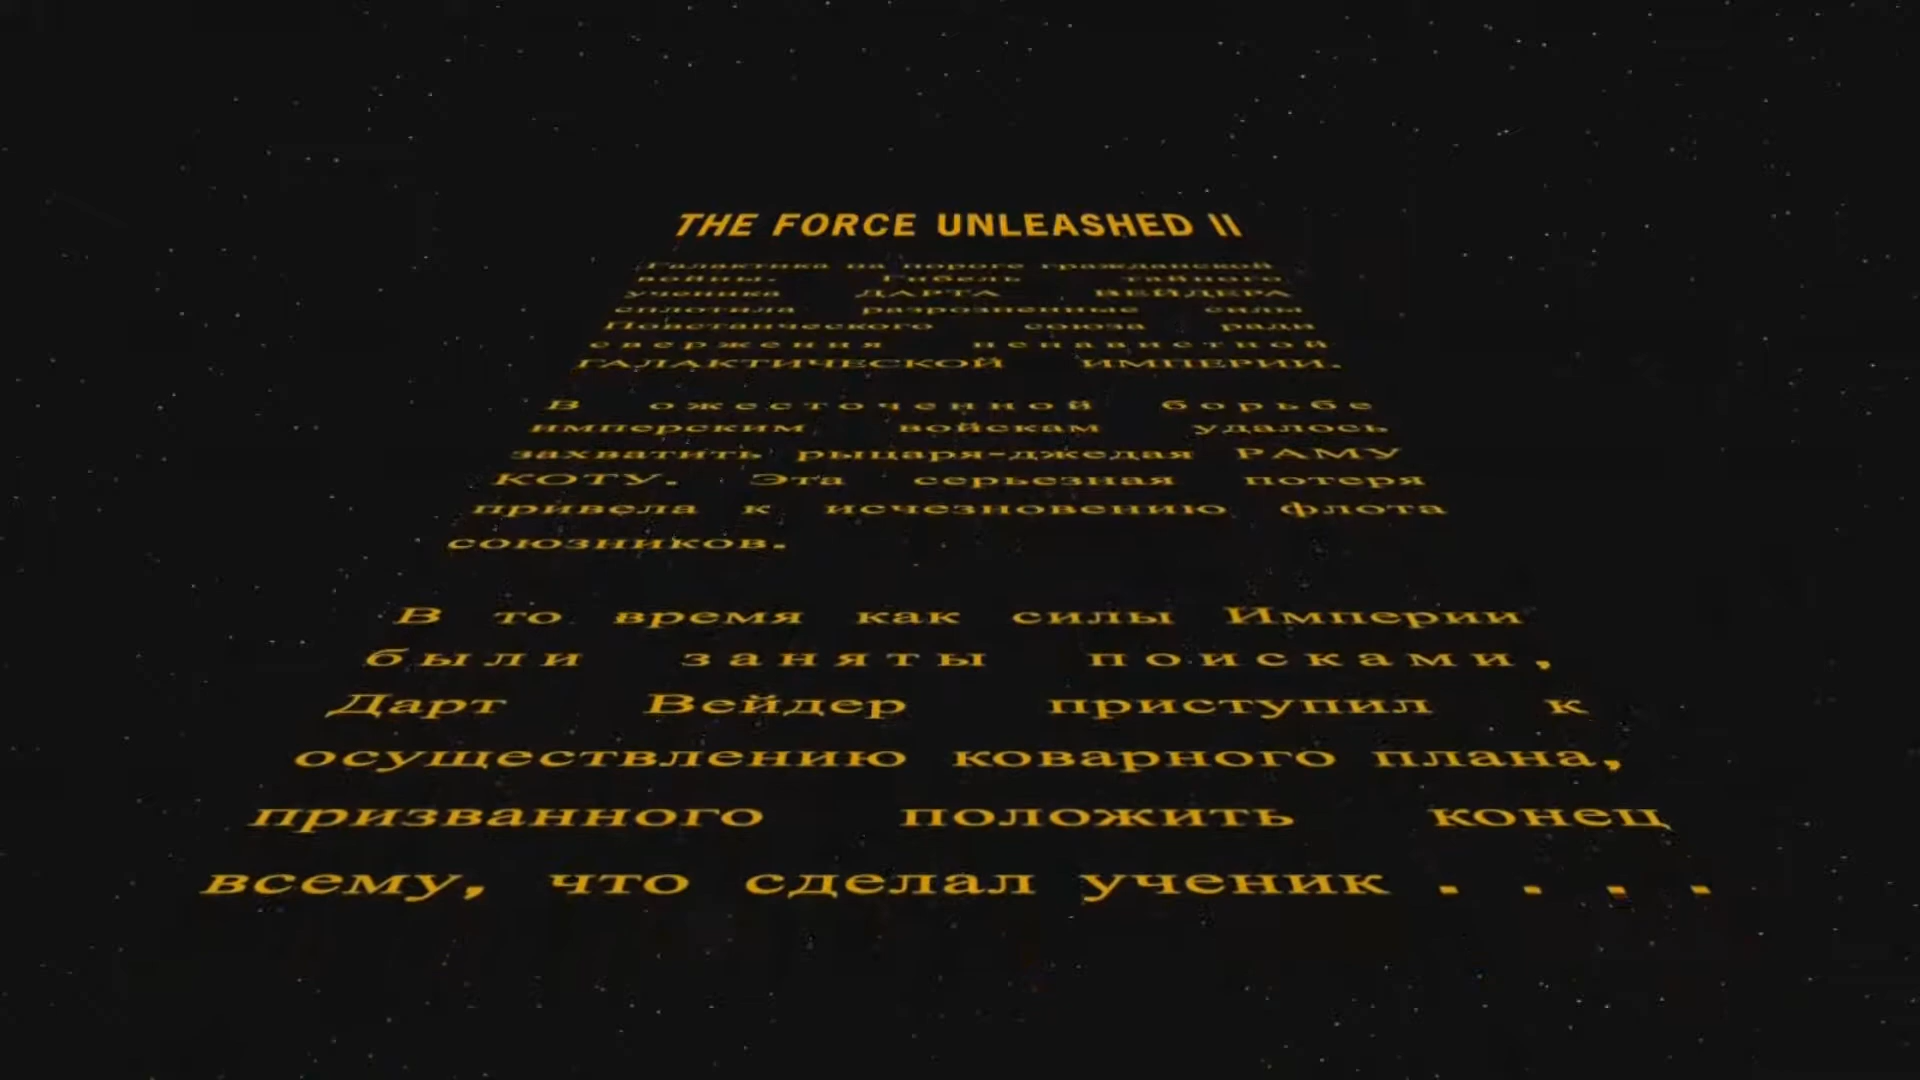 THE FORCE UNLEASHED II
Галактика на пороге гражданской
войны. Гибель тайного
ученика ДАРТА ВЕЙДЕРА
сплотила разрозненные силы
Повстанческого союза ради
свержения ненавистной
ГАЛАКТИЧЕСКОЙ ИМПЕРИИ.
В ожесточенной борьбе
имперским войскам удалось
захватить рыцаря-джедая РАМУ
КОТУ. Эта серьезная потеря
привела к исчезновению флота
союзников.
В то время как силы Империи
были заняты поисками,
Дарт Вейдер приступил к
осуществлению коварного плана,
призванного положить конец
всему, что сделал ученик . . . .